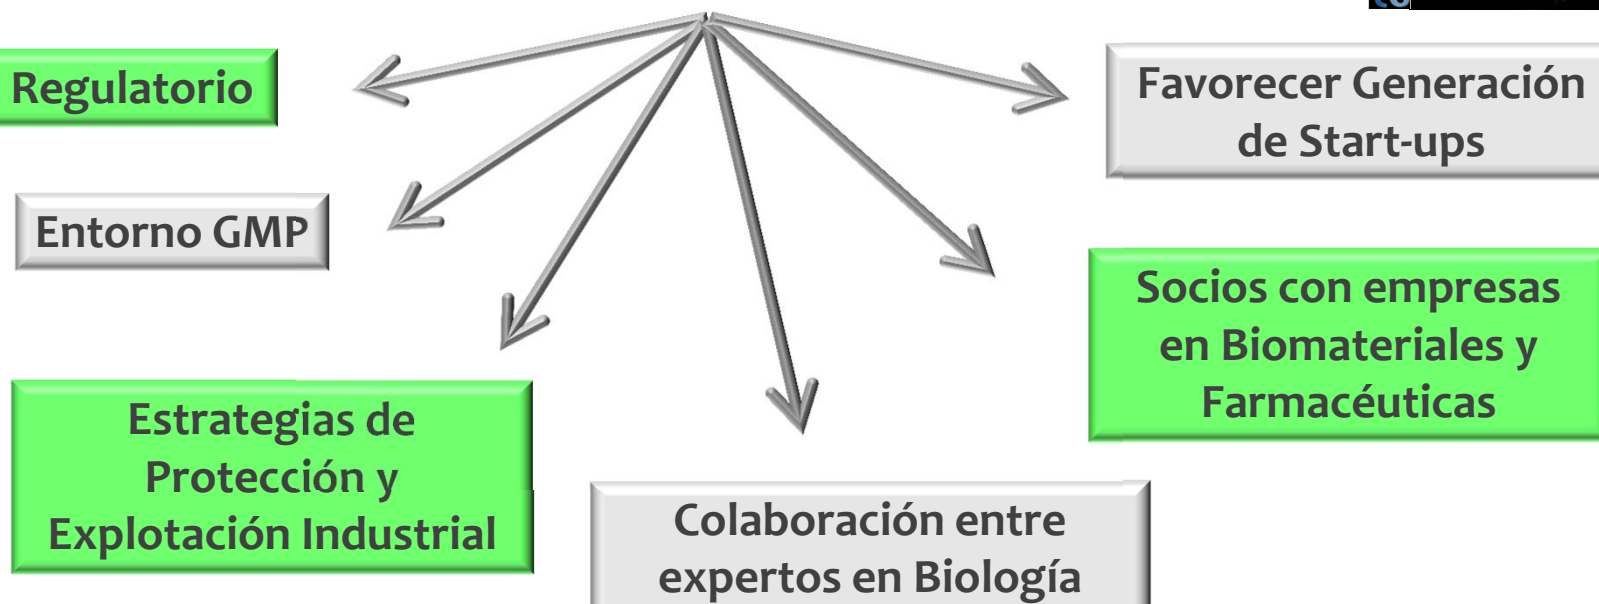 Regulatorio
Favorecer Generación
de Start-ups
Entorno GMP
Socios con empresas
en Biomateriales y
Farmacéuticas
Estrategias de
Protección y
Explotación Industrial
Colaboración entre
expertos en Biología